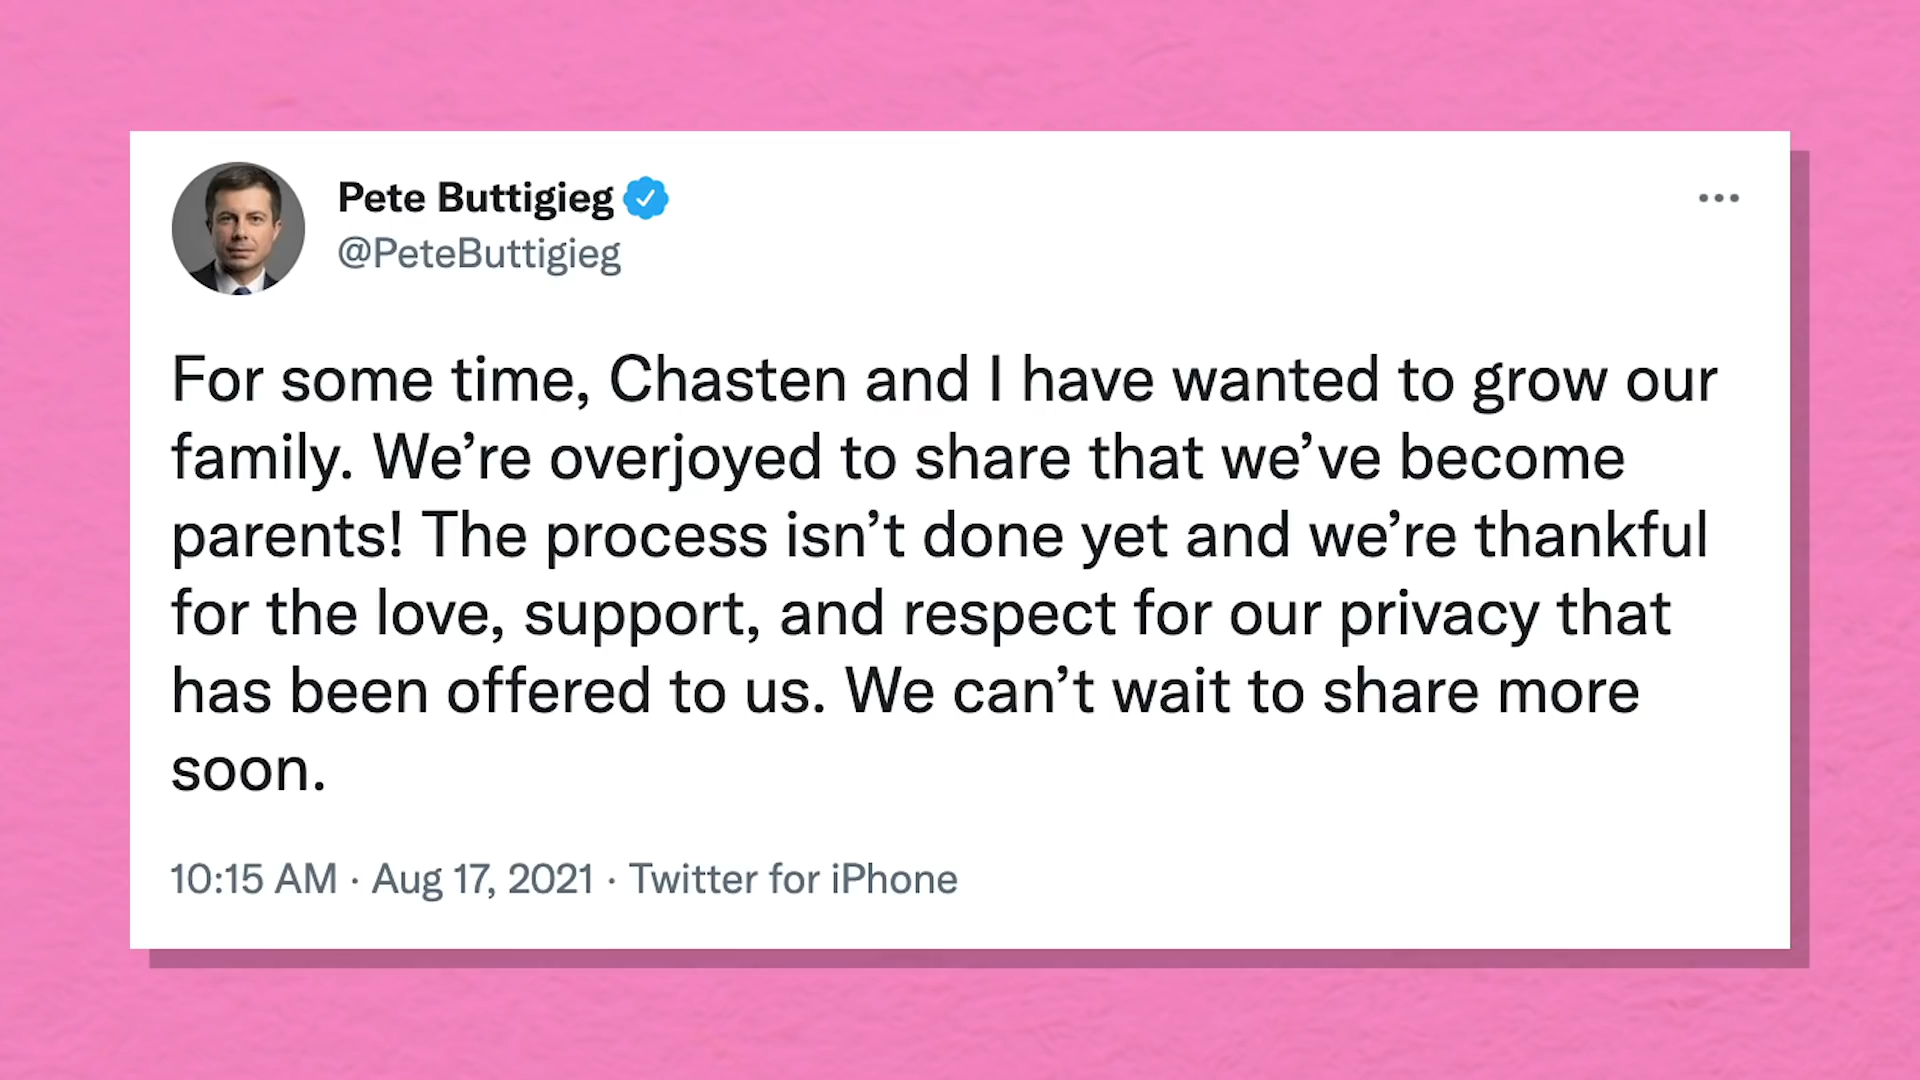 Pete Buttigieg
@PeteButtigieg
For some time, Chasten and I have wanted to grow our
family. We’re overjoyed to share that we’ve become
parents! The process isn’t done yet and we’re thankful
for the love, support, and respect for our privacy that
has been offered to us. We can’t wait to share more
soon.
10:15 AM · Aug 17, 2021 · Twitter for iPhone